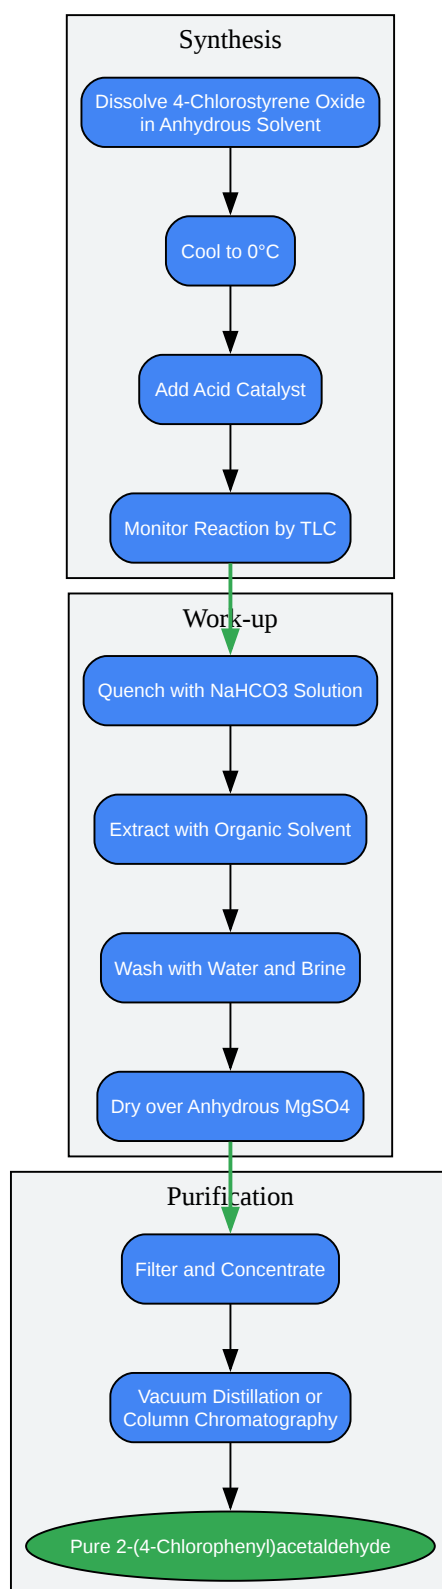 Synthesis
Dissolve 4-Chlorostyrene Oxide
in Anhydrous Solvent
Cool to 0°C
Add Acid Catalyst
Monitor Reaction by TLC
Work-up
Quench with NaHCO3 Solution
Extract with Organic Solvent
Wash with Water and Brine
Dry over Anhydrous MgSO4
Purification
Filter and Concentrate
Vacuum Distillation or
Column Chromatography
Pure 2-(4-Chlorophenyl)acetaldehyde